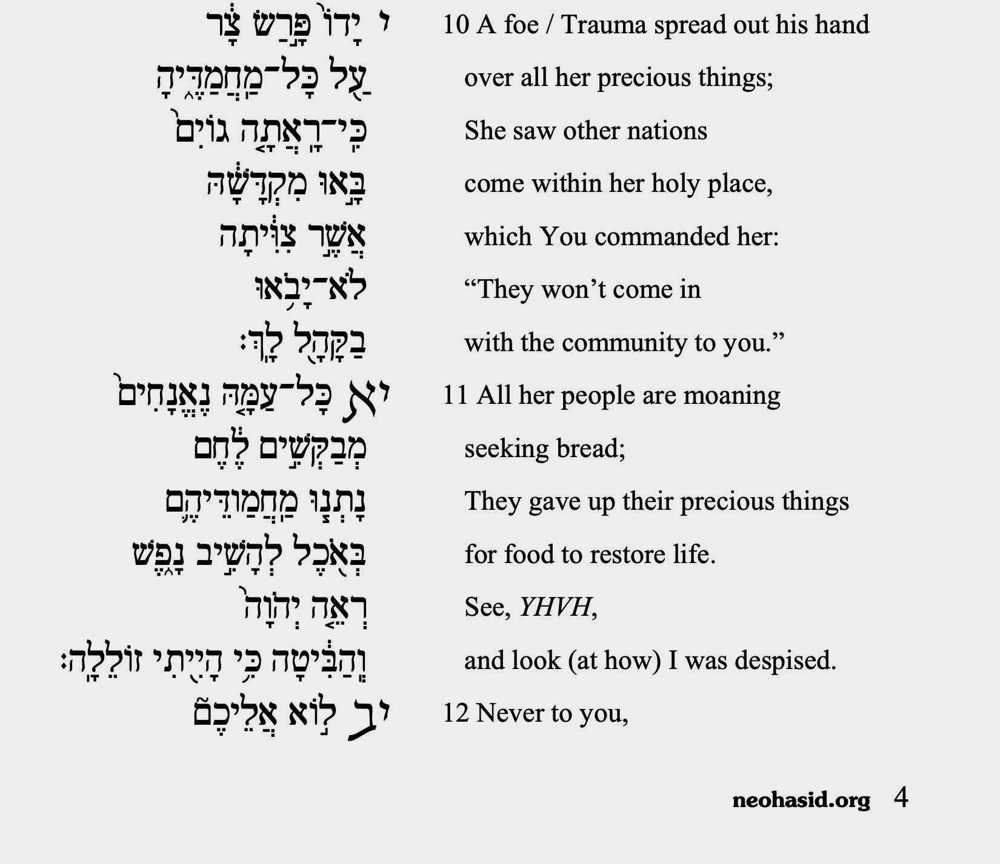 י יָדוֹ֙ פָּ֣רַשׂ צָ֔ר
עַ֖ל כׇּל־מַחֲמַדֶּ֑יהָ
כִּֽי־רָאֲתָ֤ה גוֹיִם֙
בָּ֣אוּ מִקְדָּשָׁ֔הּ
אֲשֶׁ֣ר צִוִּ֔יתָה
לֹא־יָבֹ֥אוּ
בַקָּהָ֖ל לָֽךְ׃
יא כׇּל־עַמָּ֤הּ נֶאֱנָחִים֙
מְבַקְּשִׁ֣ים לֶ֔חֶם
נָתְנ֧וּ מַֽחֲמוֹדֵּיהֶ֛ם
בְּאֹ֖כֶל לְהָשִׁ֣יב נָ֑פֶשׁ
רְאֵ֤ה יְהֹוָה֙
וְֽהַבִּ֔יטָה כִּ֥י הָיִ֖יתִי זוֹלֵלָֽה׃
יב ל֣וֹא אֲלֵיכֶם֮
10 A foe / Trauma spread out his hand
over all her precious things;
She saw other nations
come within her holy place,
which You commanded her:
“They won’t come in
with the community to you.”
11 All her people are moaning
seeking bread;
They gave up their precious things
for food to restore life.
See, YHVH,
and look (at how) I was despised.
12 Never to you,
neohasid.org 4